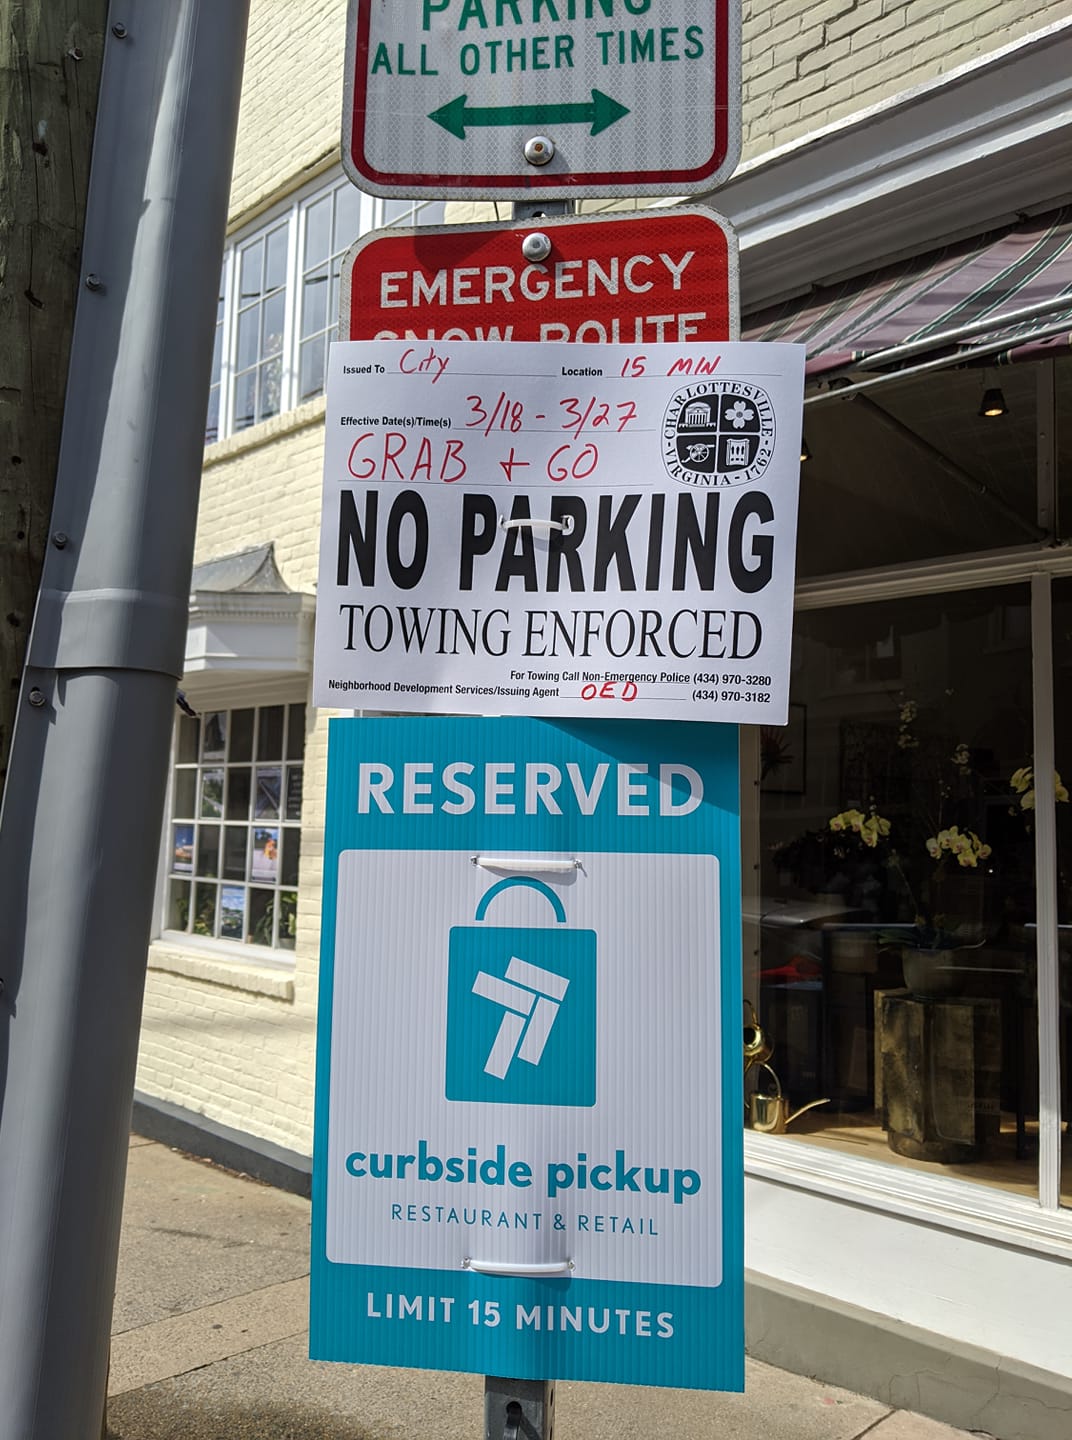 PARKING
ALL OTHER TIMES
EMERGENCY
SNOW ROUTE
Issued To City Location 15 MIN
Effective Date(s)/Time(s) 3/18 - 3/27
GRAB + GO
CHARLOTTESVILLE
VIRGINIA - 1762
NO PARKING
TOWING ENFORCED
For Towing Call Non-Emergency Police (434) 970-3280
Neighborhood Development Services/Issuing Agent OED (434) 970-3182
RESERVED
curbside pickup
RESTAURANT & RETAIL
LIMIT 15 MINUTES